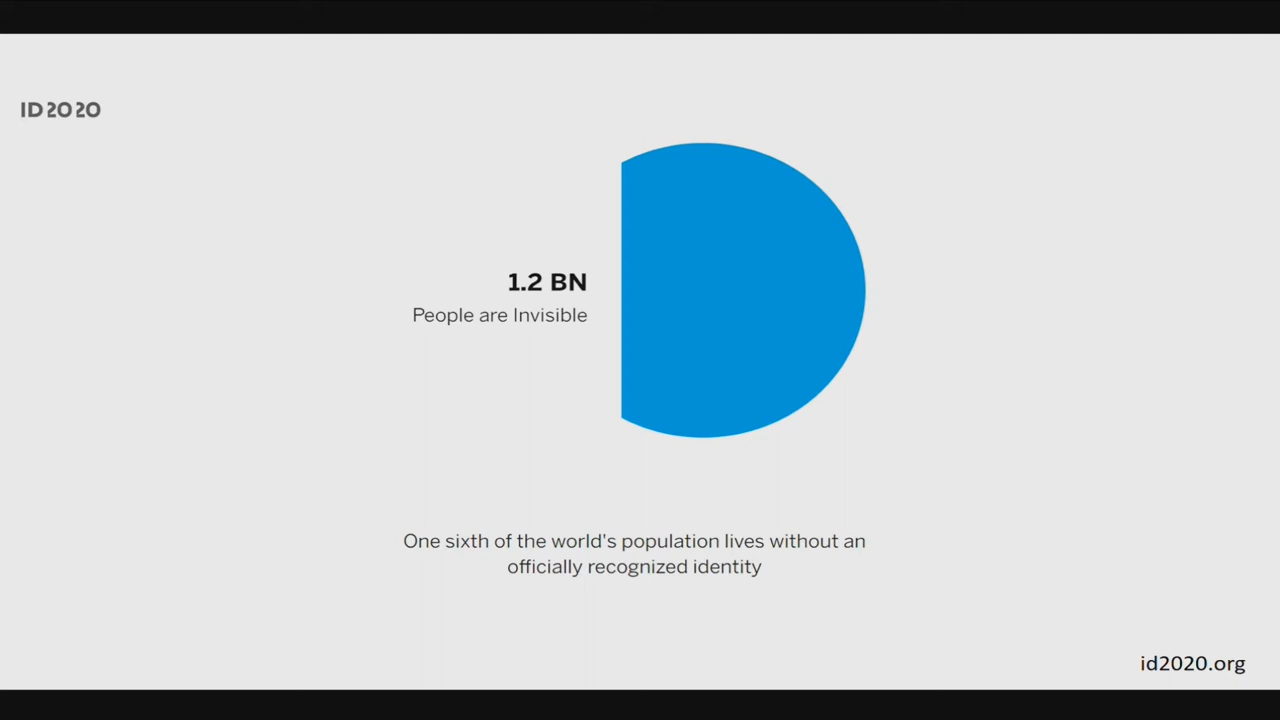 ID2020
1.2 BN
People are Invisible
One sixth of the world's population lives without an
officially recognized identity
id2020.org